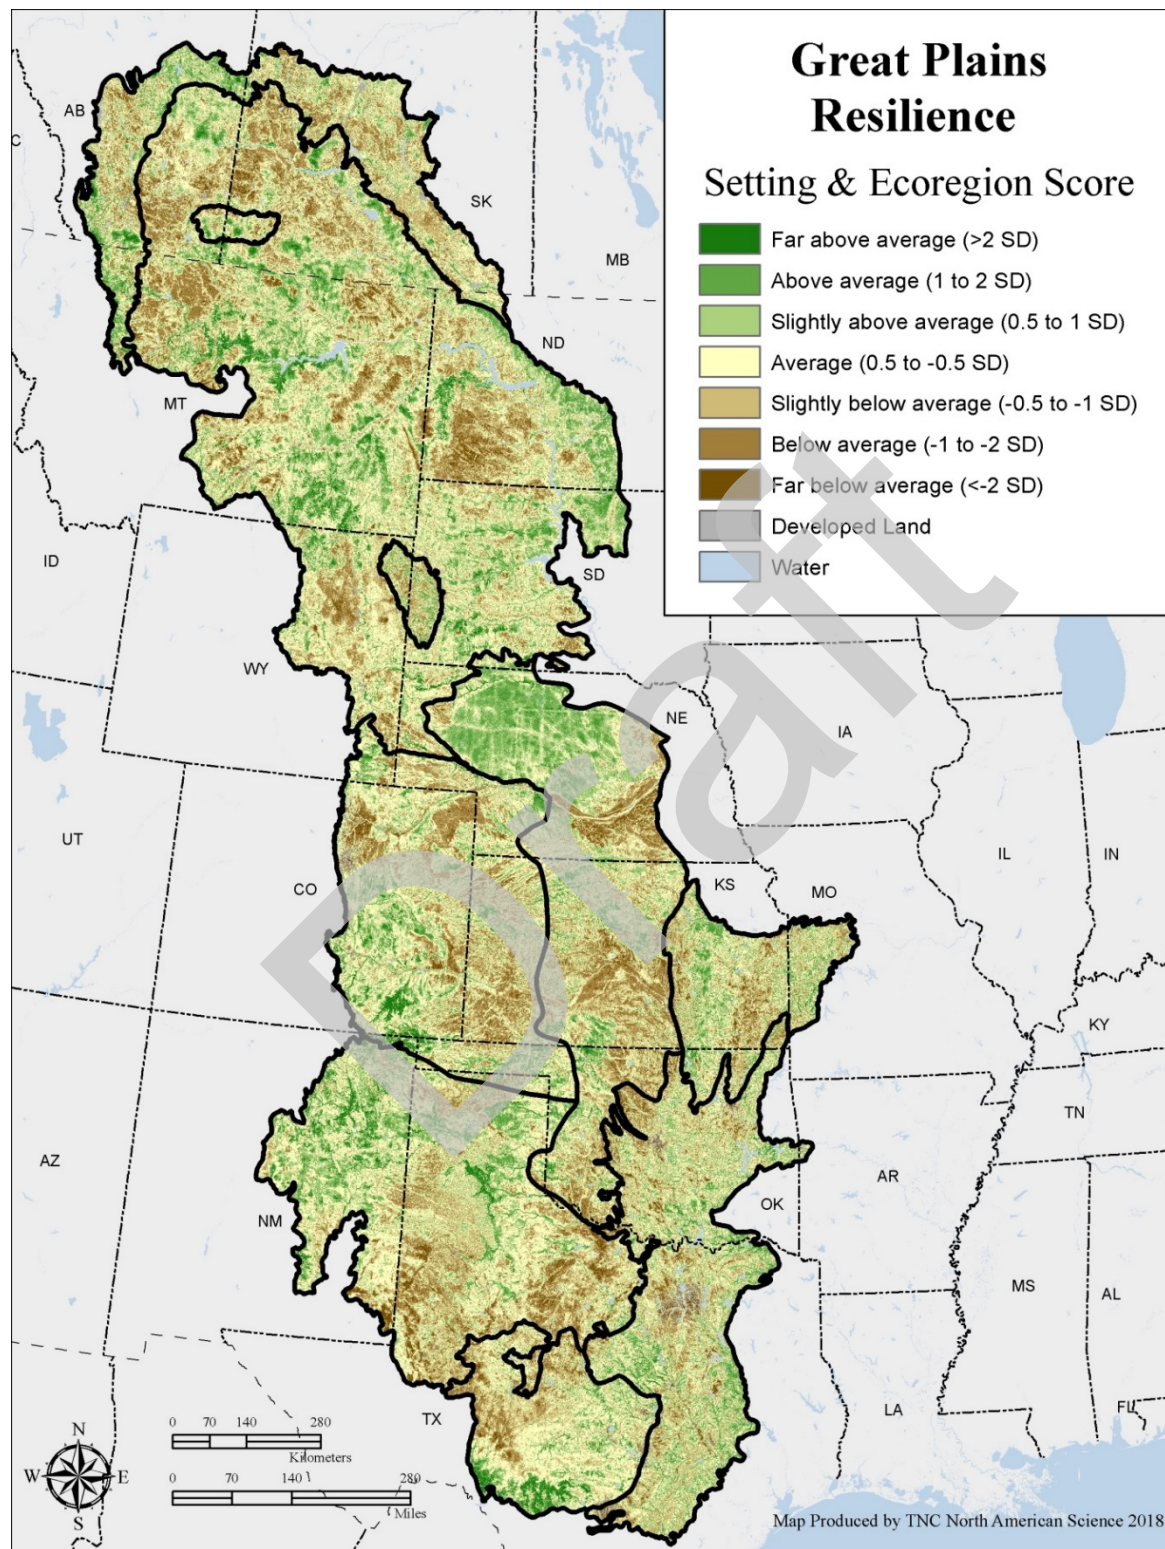 Great Plains
Resilience
Setting & Ecoregion Score
Far above average (>2 SD)
Above average (1 to 2 SD)
Slightly above average (0.5 to 1 SD)
Average (0.5 to -0.5 SD)
Slightly below average (-0.5 to -1 SD)
Below average (-1 to -2 SD)
Far below average (<-2 SD)
Developed Land
Water
AB
C
SK
MB
ND
MT
ID
SD
WY
NE
IA
UT
IL
IN
CO
KS
MO
KY
TN
AZ
AR
OK
NM
MS
AL
TX
LA
FL
Draft
N
W
E
S
0 70 140 280
Kilometers
0 70 140 280
Miles
Map Produced by TNC North American Science 2018